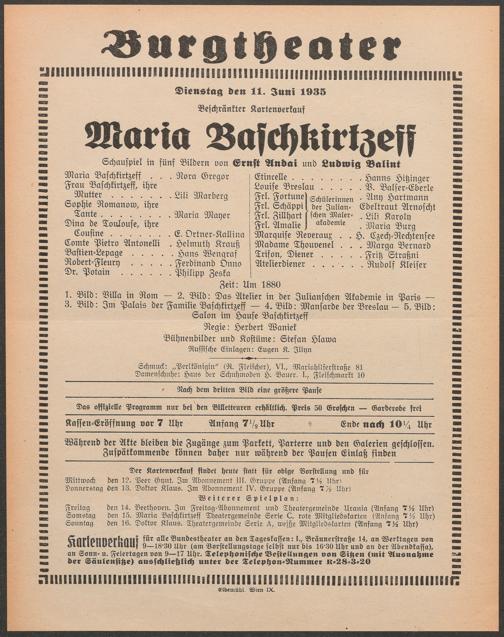 Burgtheater
Dienstag den 11. Juni 1935
Beschränkter Kartenverkauf
Maria Baschkirtzeff
Schauspiel in fünf Bildern von Ernst Andai und Ludwig Balint
Maria Baschkirtzeff . . . . . Nora Gregor
Frau Baschkirtzeff, ihre
Mutter . . . . . . . . Lili Marberg
Sophie Romanow, ihre
Tante . . . . . . . . . Maria Mayer
Dina de Toulouse, ihre
Cousine . . . . . . . E. Ortner-Kallina
Comte Pietro Antonelli . . Helmuth Krauß
Bastien-Lepage . . . . . Hans Wengraf
Robert-Fleury . . . . . Ferdinand Onno
Dr. Potain . . . . . . . Philipp Zeska
Etincelle . . . . . . . . . Hanns Hitzinger
Louise Breslau . . . . . V. Balser-Eberle
Frl. Fortune } Schülerinnen . Any Hartmann
Frl. Schäppi } der Julian- Edeltraut Arnoscht
Frl. Zillhart } schen Maler- . Lili Karoly
Frl. Amalie } akademie . Maria Burg
Marquise Reveraux . . H. Czech-Rechtensee
Madame Thouvenel . . . Marga Bernard
Trifon, Diener . . . . . . Fritz Straßni
Atelierdiener . . . . . . . Rudolf Kleiser
Zeit: Um 1880
1. Bild: Villa in Rom — 2. Bild: Das Atelier in der Julianschen Akademie in Paris —
3. Bild: Im Palais der Familie Baschkirtzeff — 4. Bild: Mansarde der Breslau — 5. Bild:
Salon im Hause Baschkirtzeff
Regie: Herbert Waniek
Bühnenbilder und Kostüme: Stefan Hlawa
Russische Einlagen: Eugen K. Iljyn
Schmuck: „Perlkönigin“ (R. Fleischer), VI., Mariahilferstraße 81
Damenschuhe: Haus der Schuhmoden H. Bauer, I., Fleischmarkt 10
Nach dem dritten Bild eine größere Pause
Das offizielle Programm nur bei den Billetteuren erhältlich. Preis 50 Groschen — Garderobe frei
Kassen-Eröffnung vor 7 Uhr Anfang 7½ Uhr Ende nach 10¼ Uhr
Während der Akte bleiben die Zugänge zum Parkett, Parterre und den Galerien geschlossen.
Zuspätkommende können daher nur während der Pausen Einlaß finden
Der Kartenverkauf findet heute statt für obige Vorstellung und für
Mittwoch den 12. Peer Gynt. Im Abonnement III. Gruppe (Anfang 7 Uhr)
Donnerstag den 13. Doktor Klaus. Im Abonnement IV. Gruppe (Anfang 7½ Uhr)
Weiterer Spielplan:
Freitag den 14. Beethoven. Im Freitag-Abonnement und Theatergemeinde Urania (Anfang 7½ Uhr)
Samstag den 15. Maria Baschkirtzeff Theatergemeinde Serie C, rote Mitgliedskarten (Anfang 7½ Uhr)
Sonntag den 16. Doktor Klaus. Theatergemeinde Serie A, weiße Mitgliedskarten (Anfang 7½ Uhr)
Kartenverkauf für alle Bundestheater an den Tageskassen: I., Bräunerstraße 14, an Werktagen von
9—18·30 Uhr (am Vorstellungstage selbst nur bis 16·30 Uhr und an der Abendkassa),
an Sonn- u. Feiertagen von 9—17 Uhr. Telephonische Bestellungen von Sitzen (mit Ausnahme
der Säulensitze) ausschließlich unter der Telephon-Nummer R-28-3-20
Elbemühl, Wien IX.